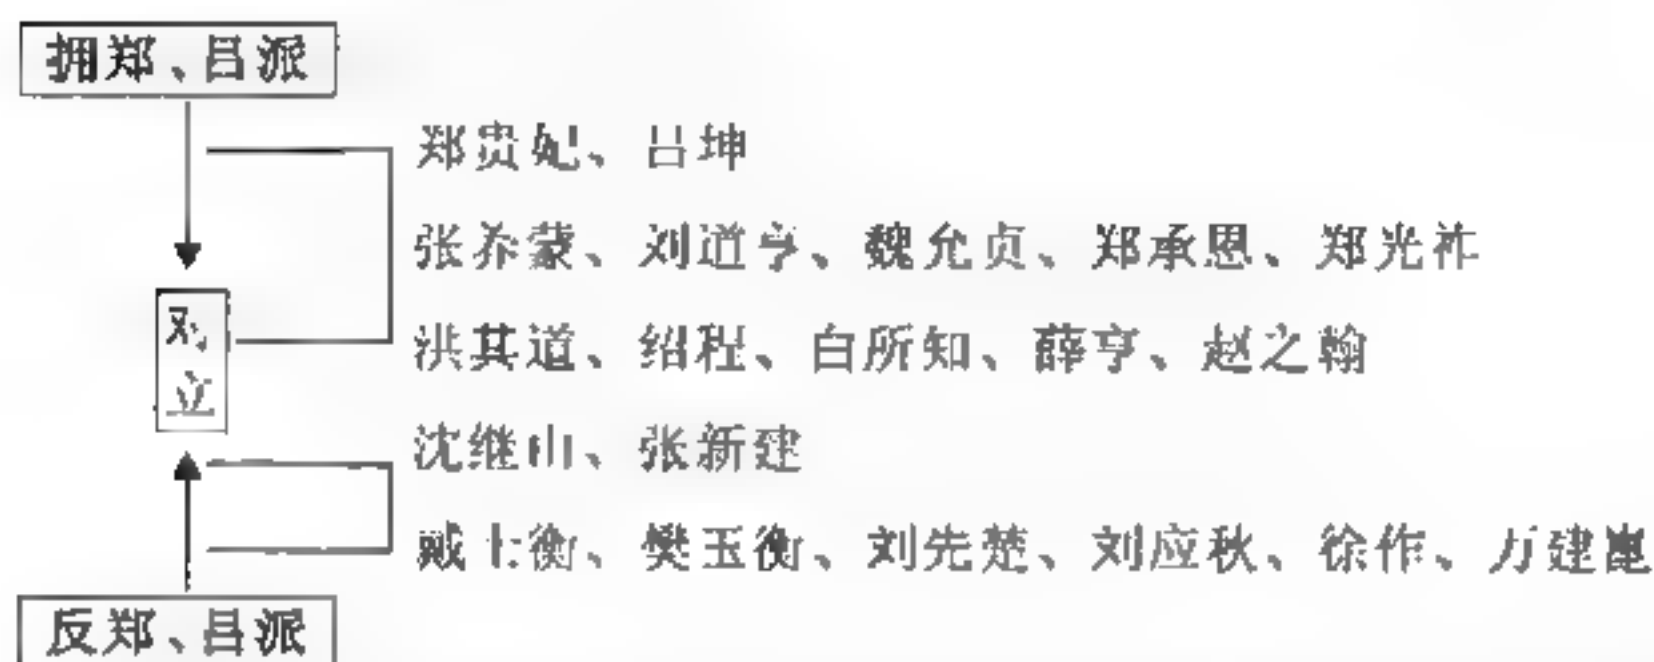 拥郑、吕派
郑贵妃、吕坤
张养蒙、刘道亨、魏允贞、郑承恩、郑光祚
对立
洪其道、绍程、白所知、薛亨、赵之翰
沈继山、张新建
戴士衡、樊玉衡、刘先楚、刘应秋、徐作、万建崑
反郑、吕派